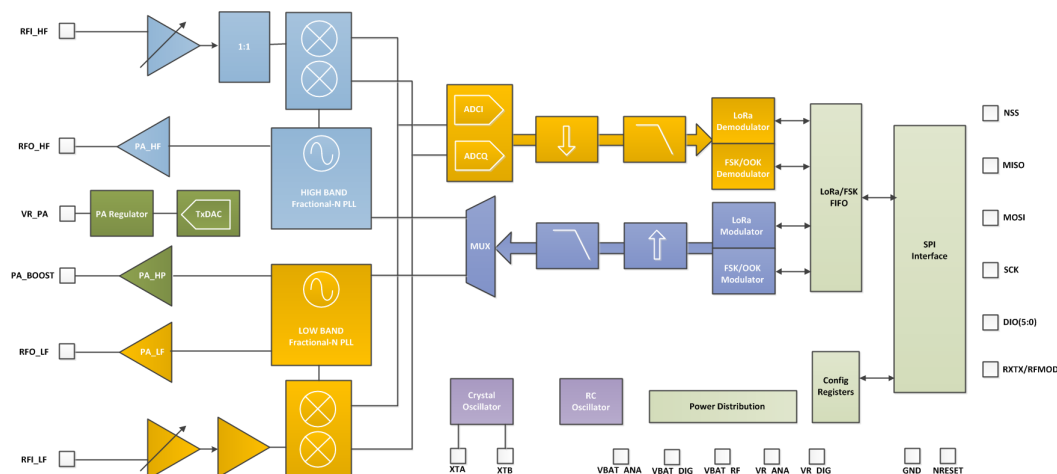 RFI_HF
1:1
ADCI
ADCQ
LoRa
Demodulator
FSK/OOK
Demodulator
NSS
RFO_HF
PA_HF
HIGH BAND
Fractional-N PLL
MISO
LoRa/FSK
FIFO
VR_PA
PA Regulator
TxDAC
MUX
LoRa
Modulator
FSK/OOK
Modulator
MOSI
SPI
Interface
PA_BOOST
PA_HP
SCK
LOW BAND
Fractional-N PLL
DIO(5:0)
RFO_LF
PA_LF
RXTX/RFMOD
Crystal
Oscillator
RC
Oscillator
Power Distribution
Config
Registers
RFI_LF
XTA
XTB
VBAT_ANA
VBAT_DIG
VBAT_RF
VR_ANA
VR_DIG
GND
NRESET